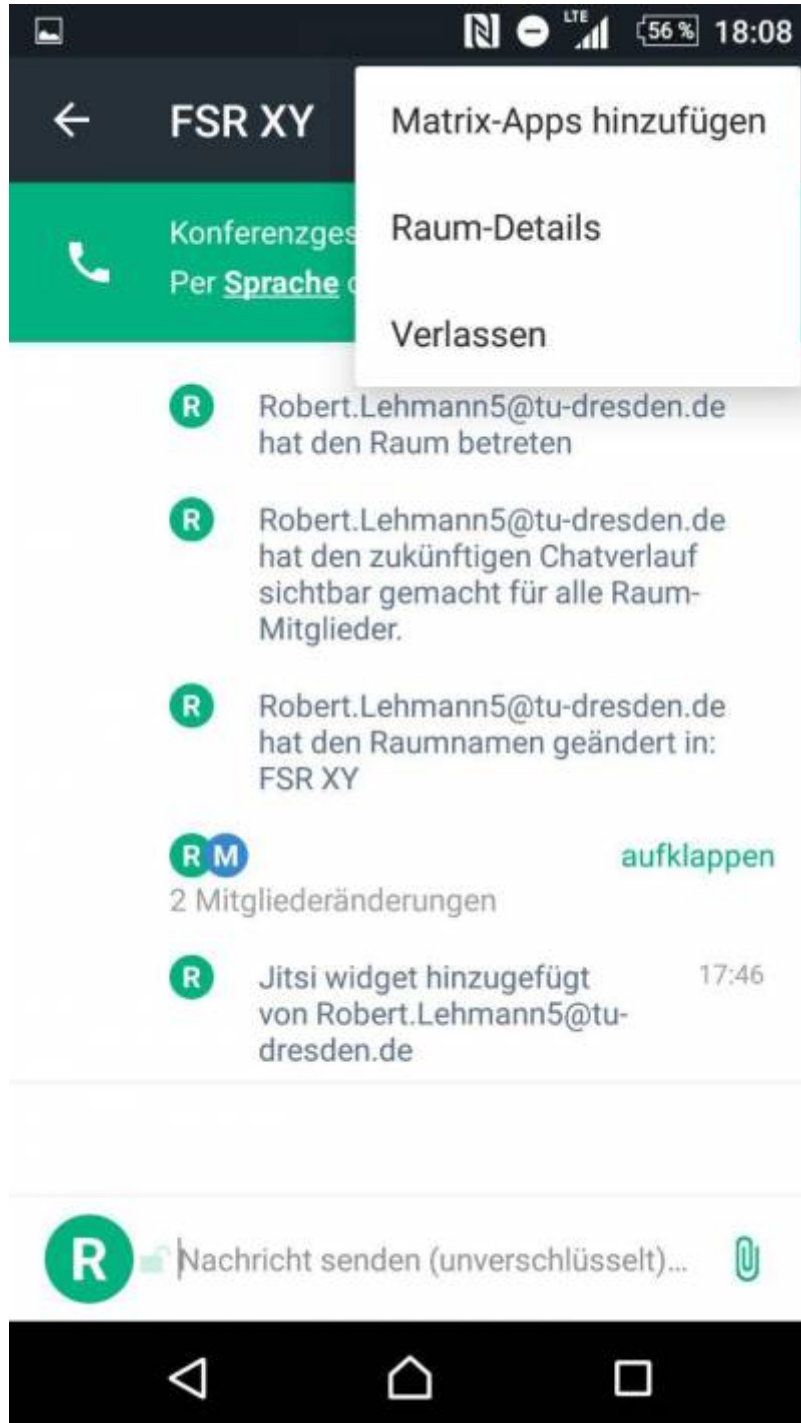 LTE 56% 18:08
FSR XY
Matrix-Apps hinzufügen
Raum-Details
Verlassen
Konferenzges
Per Sprache
R Robert.Lehmann5@tu-dresden.de
hat den Raum betreten
R Robert.Lehmann5@tu-dresden.de
hat den zukünftigen Chatverlauf
sichtbar gemacht für alle Raum-
Mitglieder.
R Robert.Lehmann5@tu-dresden.de
hat den Raumnamen geändert in:
FSR XY
R M aufklappen
2 Mitgliederänderungen
R Jitsi widget hinzugefügt 17:46
von Robert.Lehmann5@tu-
dresden.de
R Nachricht senden (unverschlüsselt)...